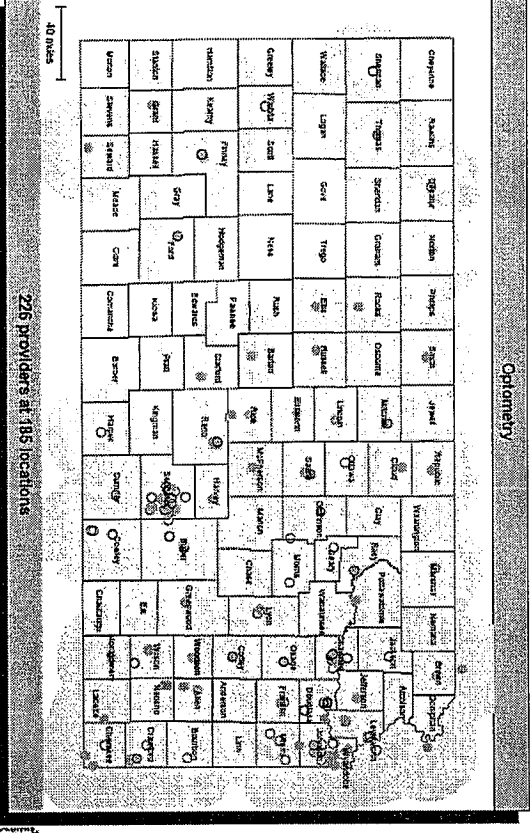 Optometry
Cheyenne Rawlins Decatur Norton Phillips Smith Jewell Republic Washington Marshall Nemaha Brown Doniphan
Sherman Thomas Sheridan Graham Rooks Osborne Mitchell Cloud Clay Riley Pottawatomie Jackson Jefferson Atchison
Wallace Logan Gove Trego Ellis Russell Lincoln Ottawa Geary Wabaunsee Wyandotte
Ellsworth Saline Dickinson Morris Osage Douglas Johnson
Greeley Wichita Scott Lane Ness Rush Barton Rice McPherson Marion Chase Lyon Coffey Franklin Miami
Hamilton Kearny Finney Hodgeman Pawnee Anderson Linn
Gray Ford Edwards Stafford Reno Harvey Butler Greenwood Woodson Allen Bourbon
Stanton Grant Haskell Kiowa Pratt Kingman Sedgwick Elk Wilson Neosho Crawford
Morton Stevens Seward Meade Clark Comanche Barber Harper Sumner Cowley Chautauqua Montgomery Labette Cherokee
40 miles
226 providers at 185 locations